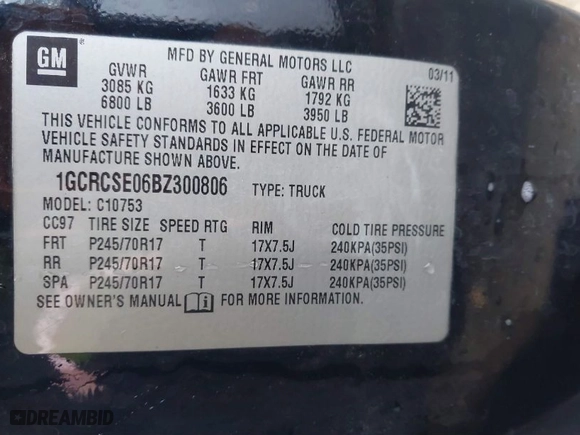 GM
MFD BY GENERAL MOTORS LLC
03/11
GVWR GAWR FRT GAWR RR
3085 KG 1633 KG 1792 KG
6800 LB 3600 LB 3950 LB
THIS VEHICLE CONFORMS TO ALL APPLICABLE U.S. FEDERAL MOTOR
VEHICLE SAFETY STANDARDS IN EFFECT ON THE DATE OF
MANUFACTURE SHOWN ABOVE.
1GCRCSE06BZ300806 TYPE: TRUCK
MODEL: C10753
CC97 TIRE SIZE SPEED RTG RIM COLD TIRE PRESSURE
FRT P245/70R17 T 17X7.5J 240KPA(35PSI)
RR P245/70R17 T 17X7.5J 240KPA(35PSI)
SPA P245/70R17 T 17X7.5J 240KPA(35PSI)
SEE OWNER'S MANUAL FOR MORE INFORMATION.
DREAMBID